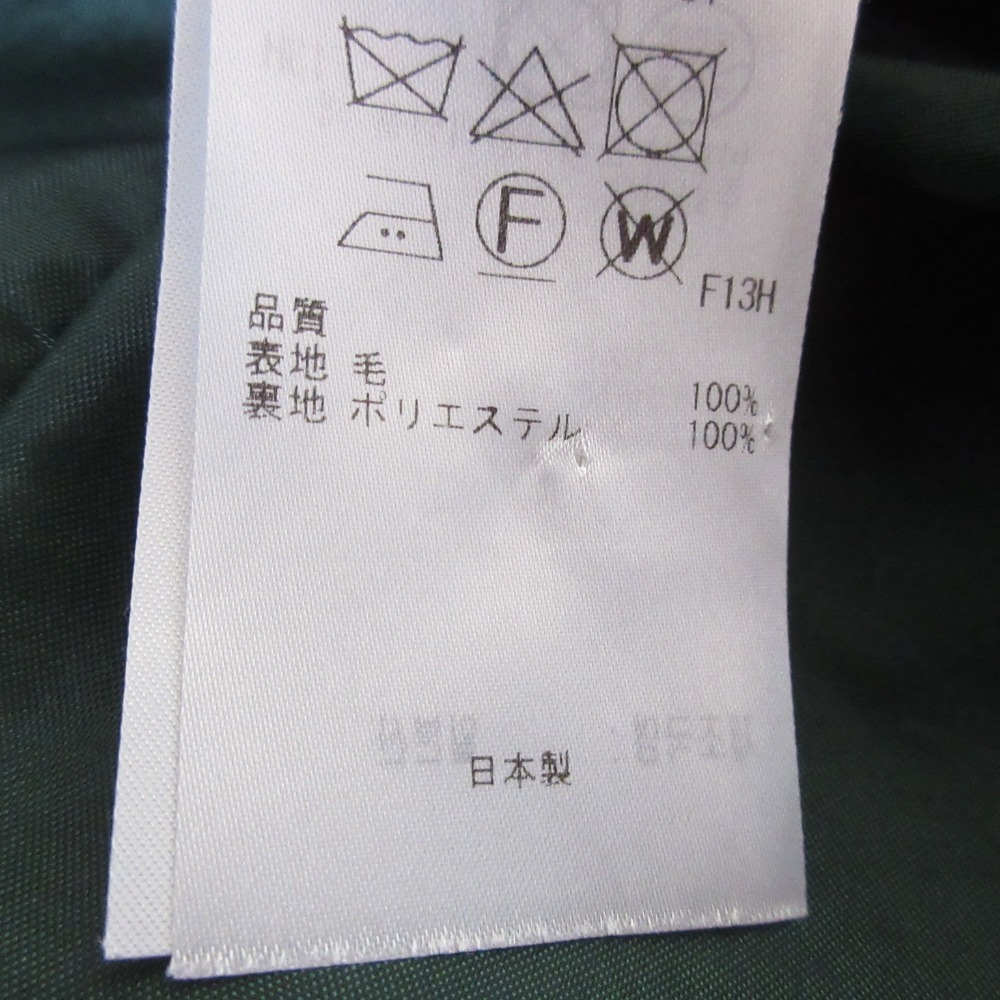 F W
F13H
品質
表地 毛 100%
裏地 ポリエステル 100%
日本製